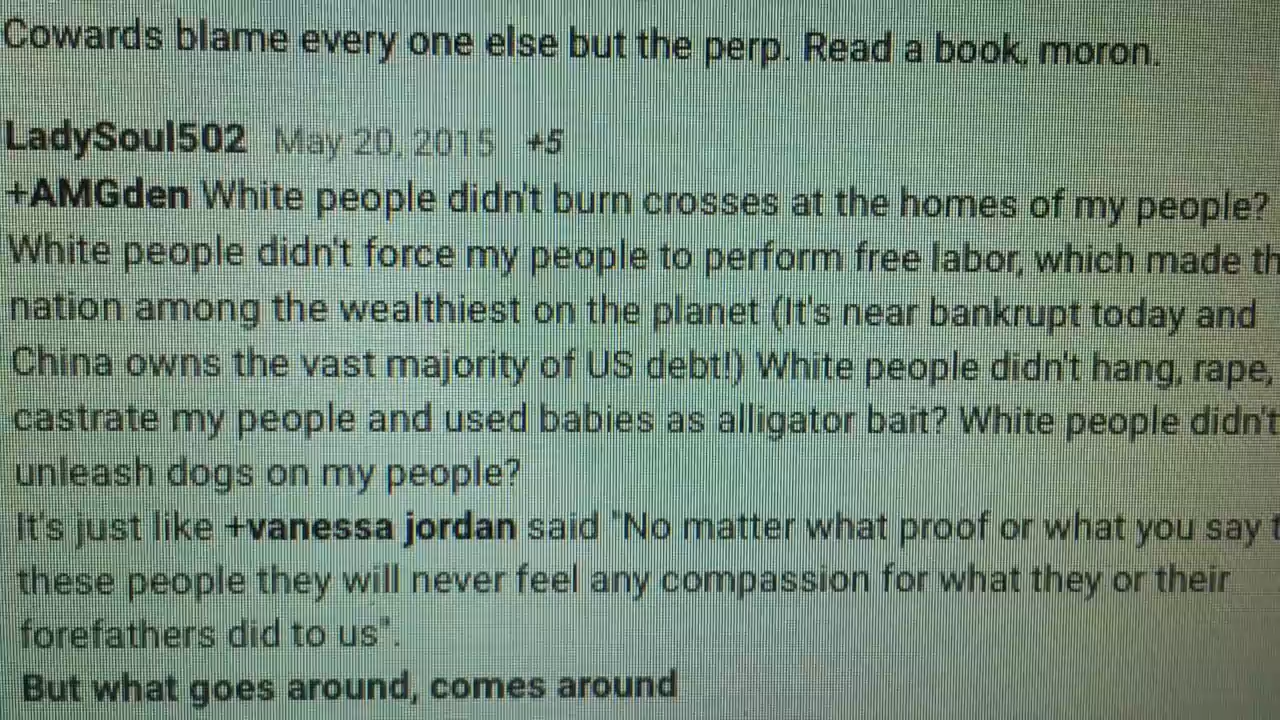 Cowards blame every one else but the perp. Read a book, moron.
LadySoul502 May 20, 2015 +5
+AMGden White people didn't burn crosses at the homes of my people?
White people didn't force my people to perform free labor, which made th
nation among the wealthiest on the planet (It's near bankrupt today and
China owns the vast majority of US debt!) White people didn't hang, rape,
castrate my people and used babies as alligator bait? White people didn't
unleash dogs on my people?
It's just like +vanessa jordan said "No matter what proof or what you say t
these people they will never feel any compassion for what they or their
forefathers did to us".
But what goes around, comes around